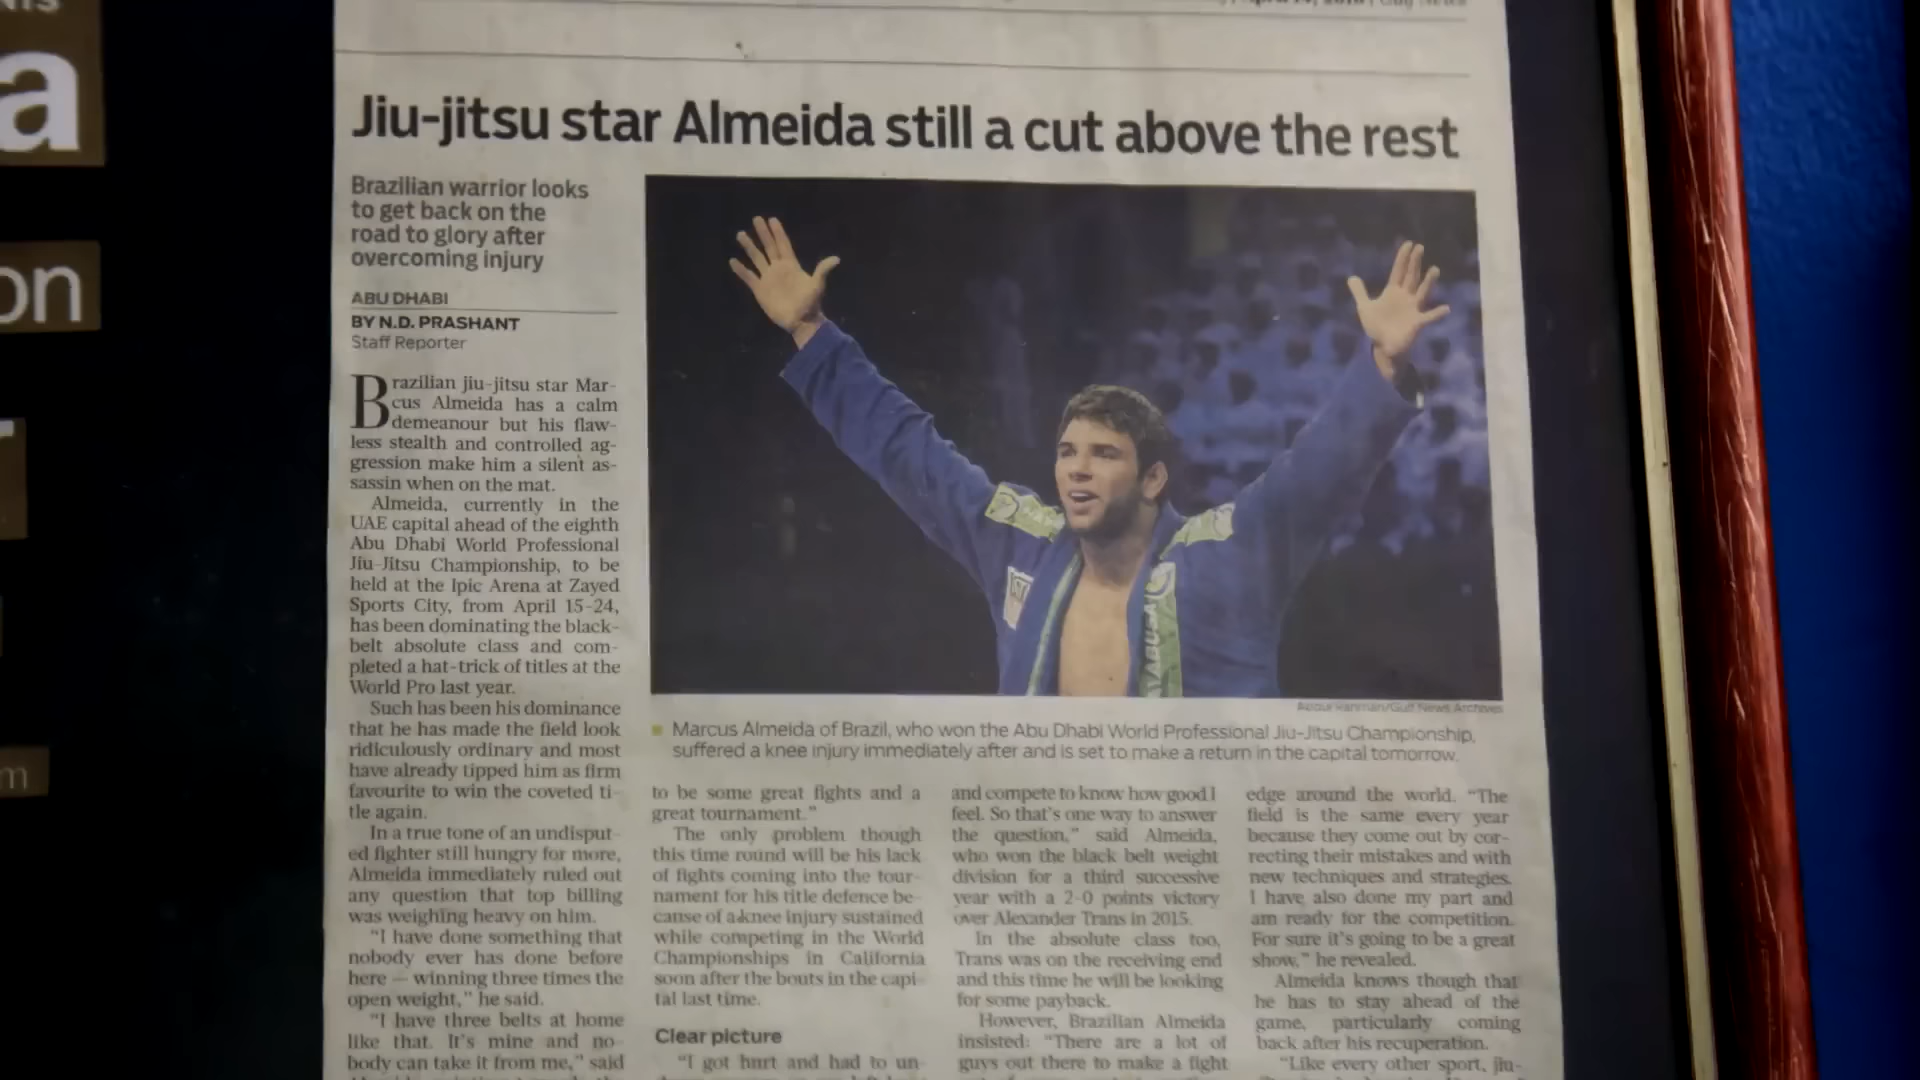 a
on
m
Jiu-jitsu star Almeida still a cut above the rest
Brazilian warrior looks
to get back on the
road to glory after
overcoming injury
ABU DHABI
BY N.D. PRASHANT
Staff Reporter
Brazilian jiu-jitsu star Mar-
cus Almeida has a calm
demeanour but his flaw-
less stealth and controlled ag-
gression make him a silent as-
sassin when on the mat.
Almeida, currently in the
UAE capital ahead of the eighth
Abu Dhabi World Professional
Jiu-Jitsu Championship, to be
held at the Ipic Arena at Zayed
Sports City, from April 15-24,
has been dominating the black-
belt absolute class and com-
pleted a hat-trick of titles at the
World Pro last year.
Such has been his dominance
that he has made the field look
ridiculously ordinary and most
have already tipped him as firm
favourite to win the coveted ti-
tle again.
In a true tone of an undisput-
ed fighter still hungry for more,
Almeida immediately ruled out
any question that top billing
was weighing heavy on him.
"I have done something that
nobody ever has done before
here — winning three times the
open weight," he said.
"I have three belts at home
like that. It's mine and no-
body can take it from me," said
Abdul Rahman/Gulf News Archives
Marcus Almeida of Brazil, who won the Abu Dhabi World Professional Jiu-Jitsu Championship,
suffered a knee injury immediately after and is set to make a return in the capital tomorrow.
to be some great fights and a
great tournament."
The only problem though
this time round will be his lack
of fights coming into the tour-
nament for his title defence be-
cause of a knee injury sustained
while competing in the World
Championships in California
soon after the bouts in the capi-
tal last time.
Clear picture
"I got hurt and had to un-
and compete to know how good I
feel. So that's one way to answer
the question," said Almeida,
who won the black belt weight
division for a third successive
year with a 2-0 points victory
over Alexander Trans in 2015.
In the absolute class too,
Trans was on the receiving end
and this time he will be looking
for some payback.
However, Brazilian Almeida
insisted: "There are a lot of
guys out there to make a fight
edge around the world. "The
field is the same every year
because they come out by cor-
recting their mistakes and with
new techniques and strategies.
I have also done my part and
am ready for the competition.
For sure it's going to be a great
show," he revealed.
Almeida knows though that
he has to stay ahead of the
game, particularly coming
back after his recuperation.
"Like every other sport, jiu-